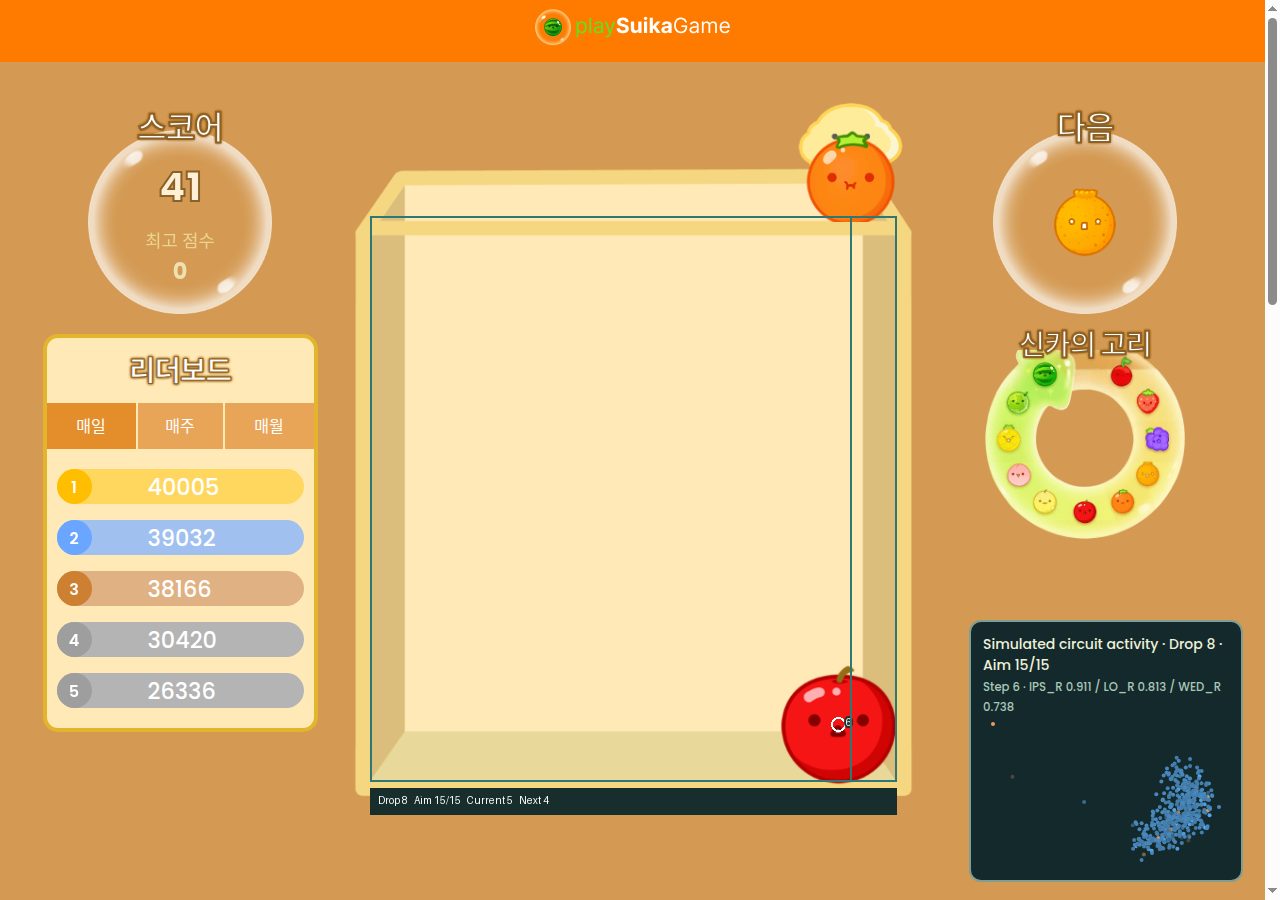 playSuikaGame
스코어
41
최고 점수
0
다음
리더보드
매일 매주 매월
1 40005
2 39032
3 38166
4 30420
5 26336
신카의 고리
6
Drop 8 Aim 15/15 Current 5 Next 4
Simulated circuit activity · Drop 8 ·
Aim 15/15
Step 6 · IPS_R 0.911 / LO_R 0.813 / WED_R
0.738